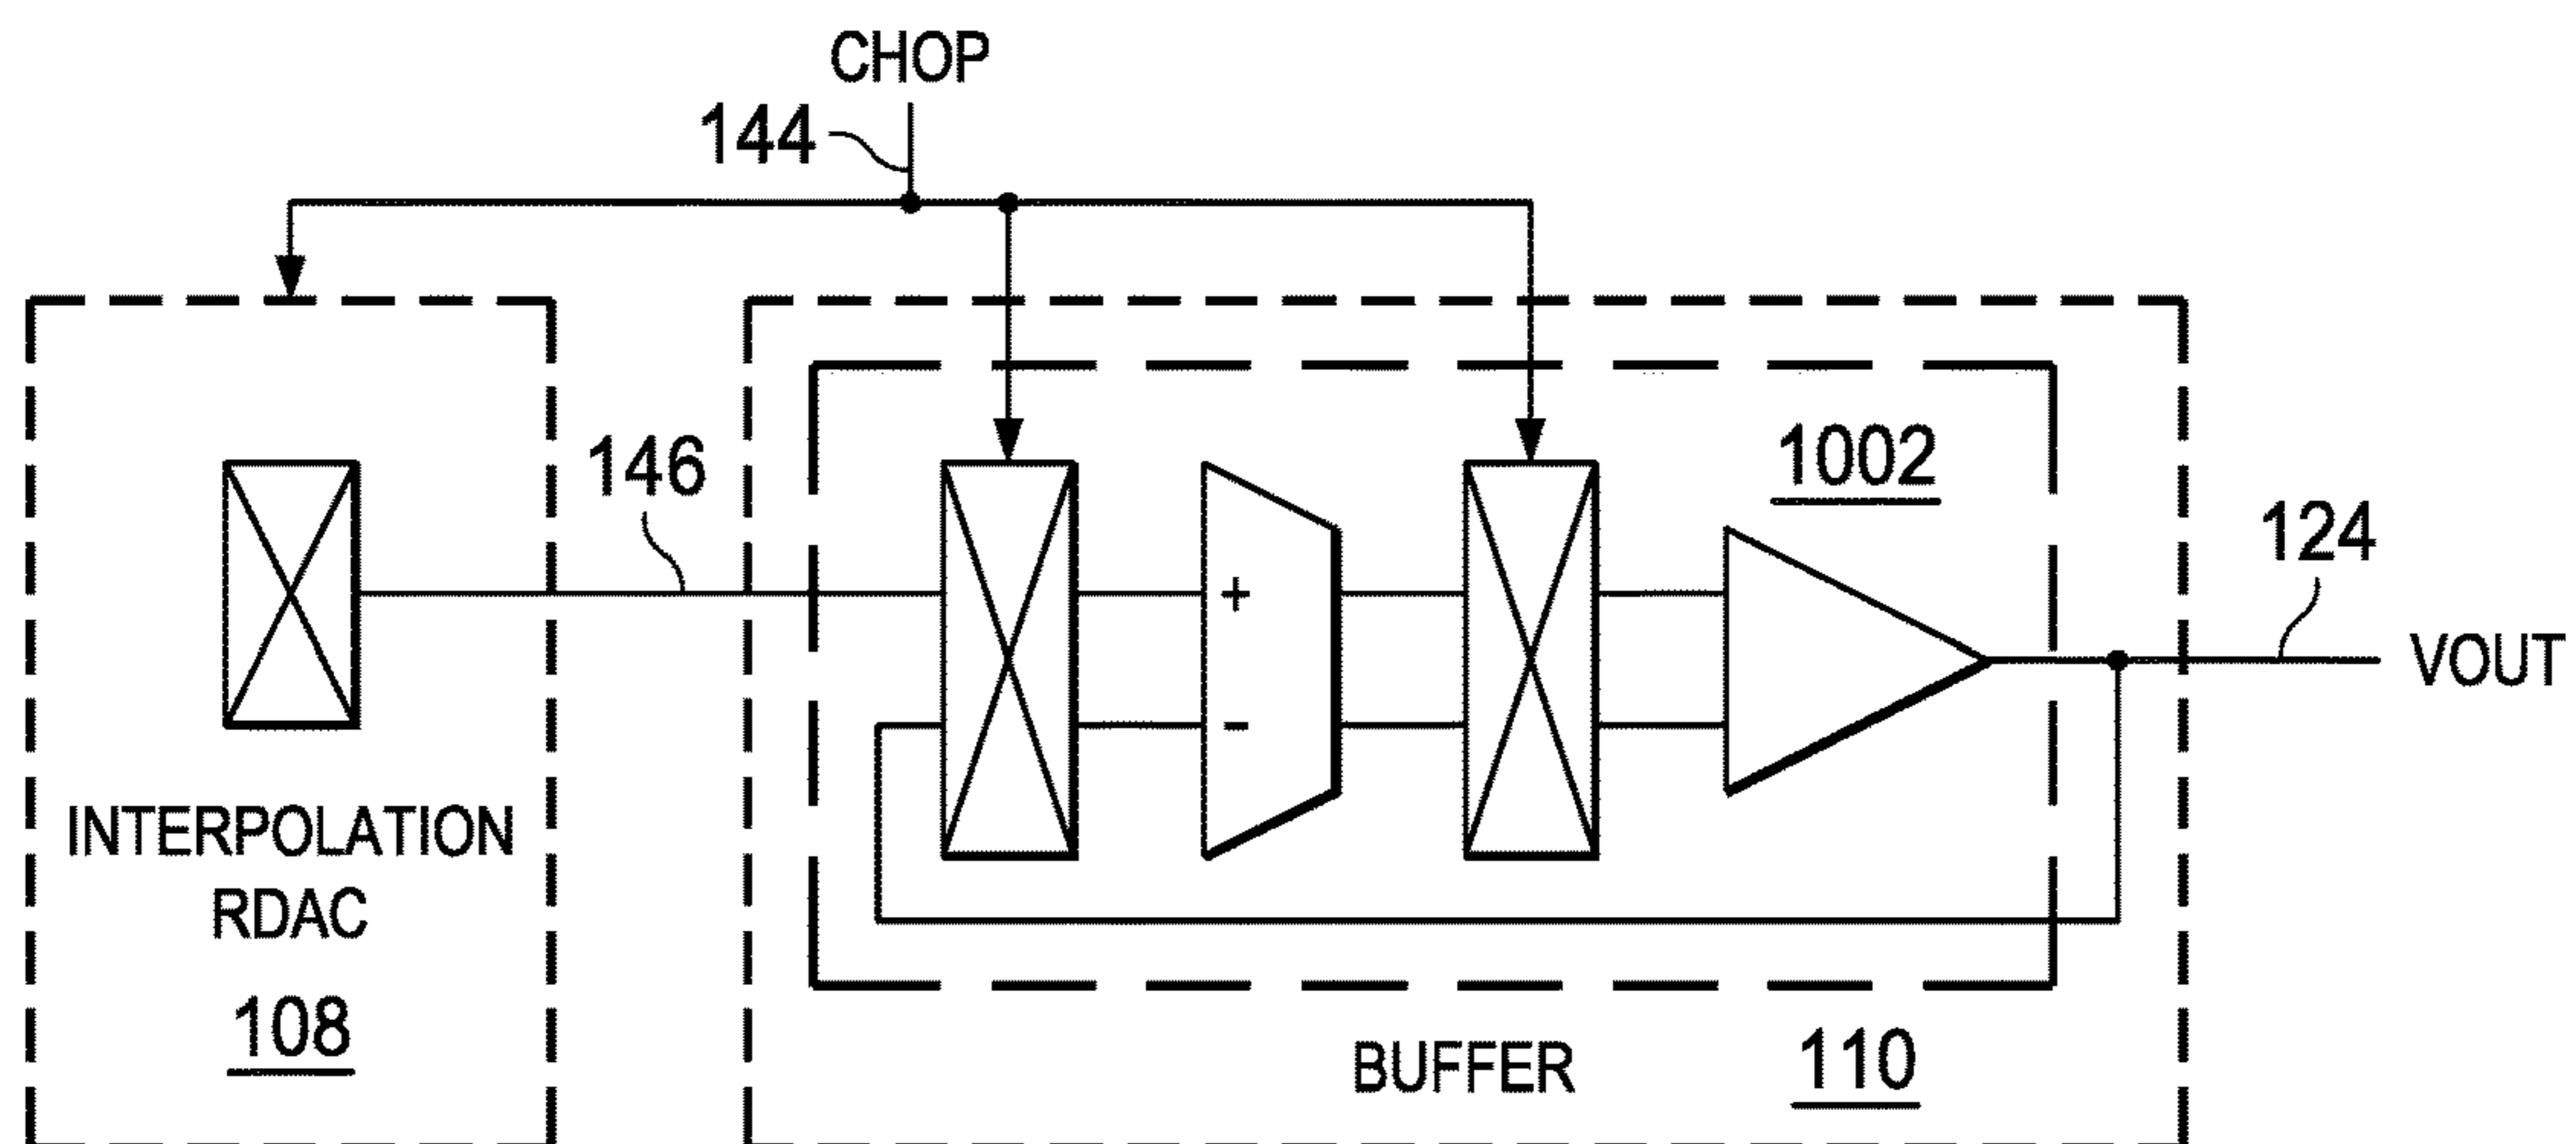 CHOP
144
146
1002
124
+
-
VOUT
INTERPOLATION
RDAC
108
BUFFER
110